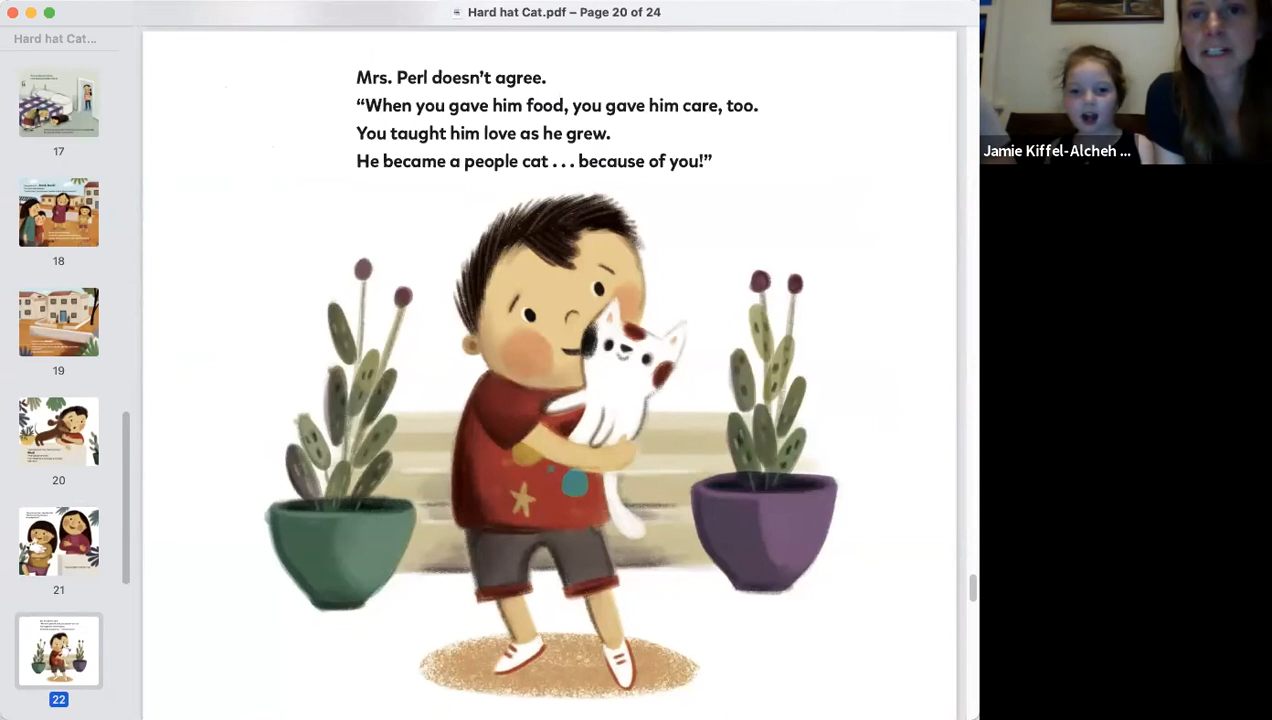 Hard hat Cat.pdf – Page 20 of 24
Hard hat Cat...
17
18
19
20
21
22
Mrs. Perl doesn't agree.
“When you gave him food, you gave him care, too.
You taught him love as he grew.
He became a people cat . . . because of you!”
Jamie Kiffel-Alcheh ...